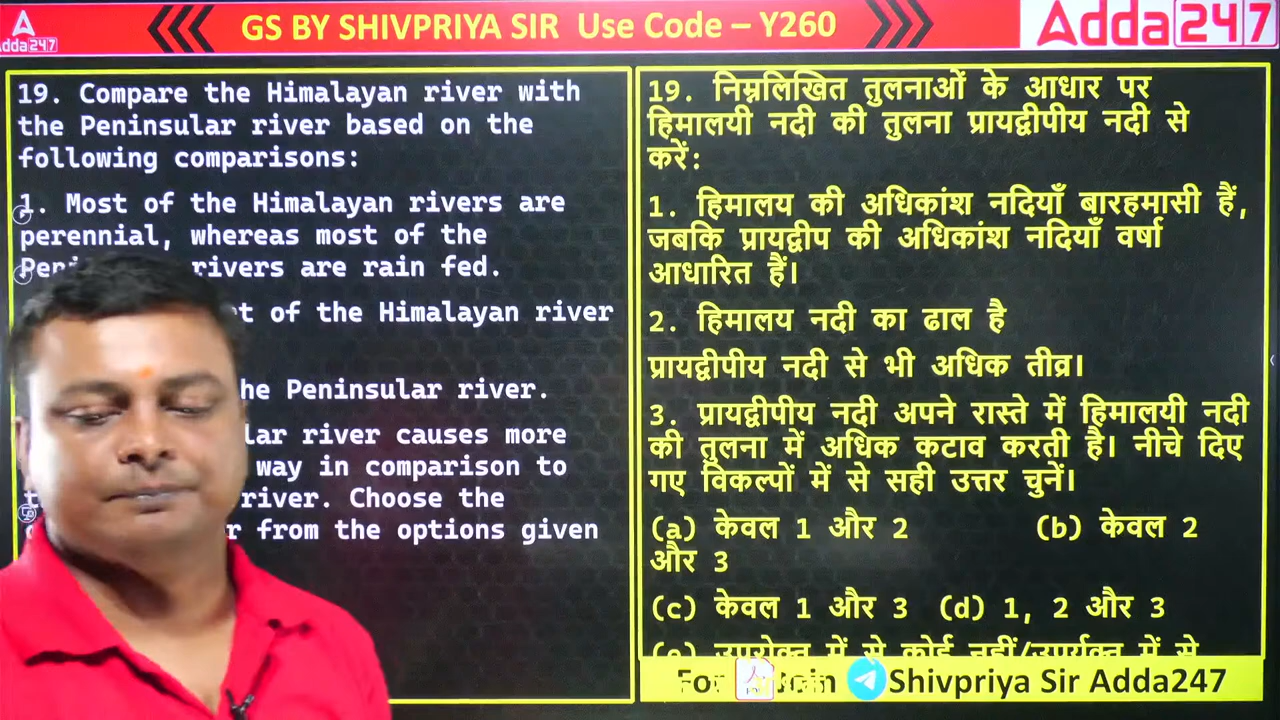 Adda247
GS BY SHIVPRIYA SIR Use Code – Y260
Adda247
19. Compare the Himalayan river with
the Peninsular river based on the
following comparisons:
1. Most of the Himalayan rivers are
perennial, whereas most of the
rivers are rain fed.
of the Himalayan river
the Peninsular river.
river causes more
way in comparison to
river. Choose the
from the options given
19. निम्नलिखित तुलनाओं के आधार पर
हिमालयी नदी की तुलना प्रायद्वीपीय नदी से
करें:
1. हिमालय की अधिकांश नदियाँ बारहमासी हैं,
जबकि प्रायद्वीप की अधिकांश नदियाँ वर्षा
आधारित हैं।
2. हिमालय नदी का ढाल है
प्रायद्वीपीय नदी से भी अधिक तीव्र।
3. प्रायद्वीपीय नदी अपने रास्ते में हिमालयी नदी
की तुलना में अधिक कटाव करती है। नीचे दिए
गए विकल्पों में से सही उत्तर चुनें।
(a) केवल 1 और 2 (b) केवल 2
और 3
(c) केवल 1 और 3 (d) 1, 2 और 3
For Join Shivpriya Sir Adda247